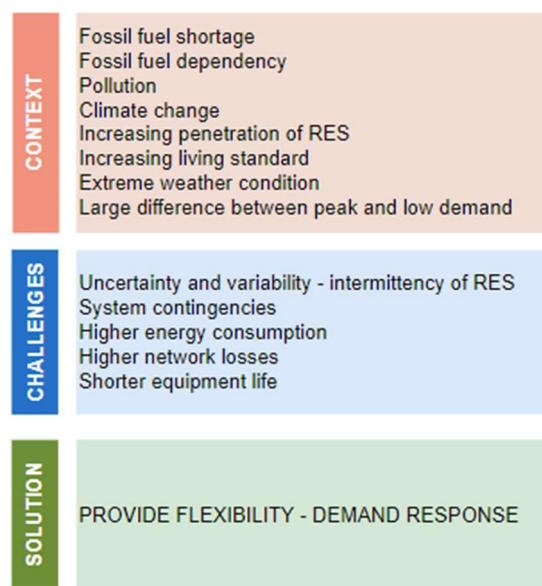 CONTEXT
Fossil fuel shortage
Fossil fuel dependency
Pollution
Climate change
Increasing penetration of RES
Increasing living standard
Extreme weather condition
Large difference between peak and low demand
CHALLENGES
Uncertainty and variability - intermittency of RES
System contingencies
Higher energy consumption
Higher network losses
Shorter equipment life
SOLUTION
PROVIDE FLEXIBILITY - DEMAND RESPONSE